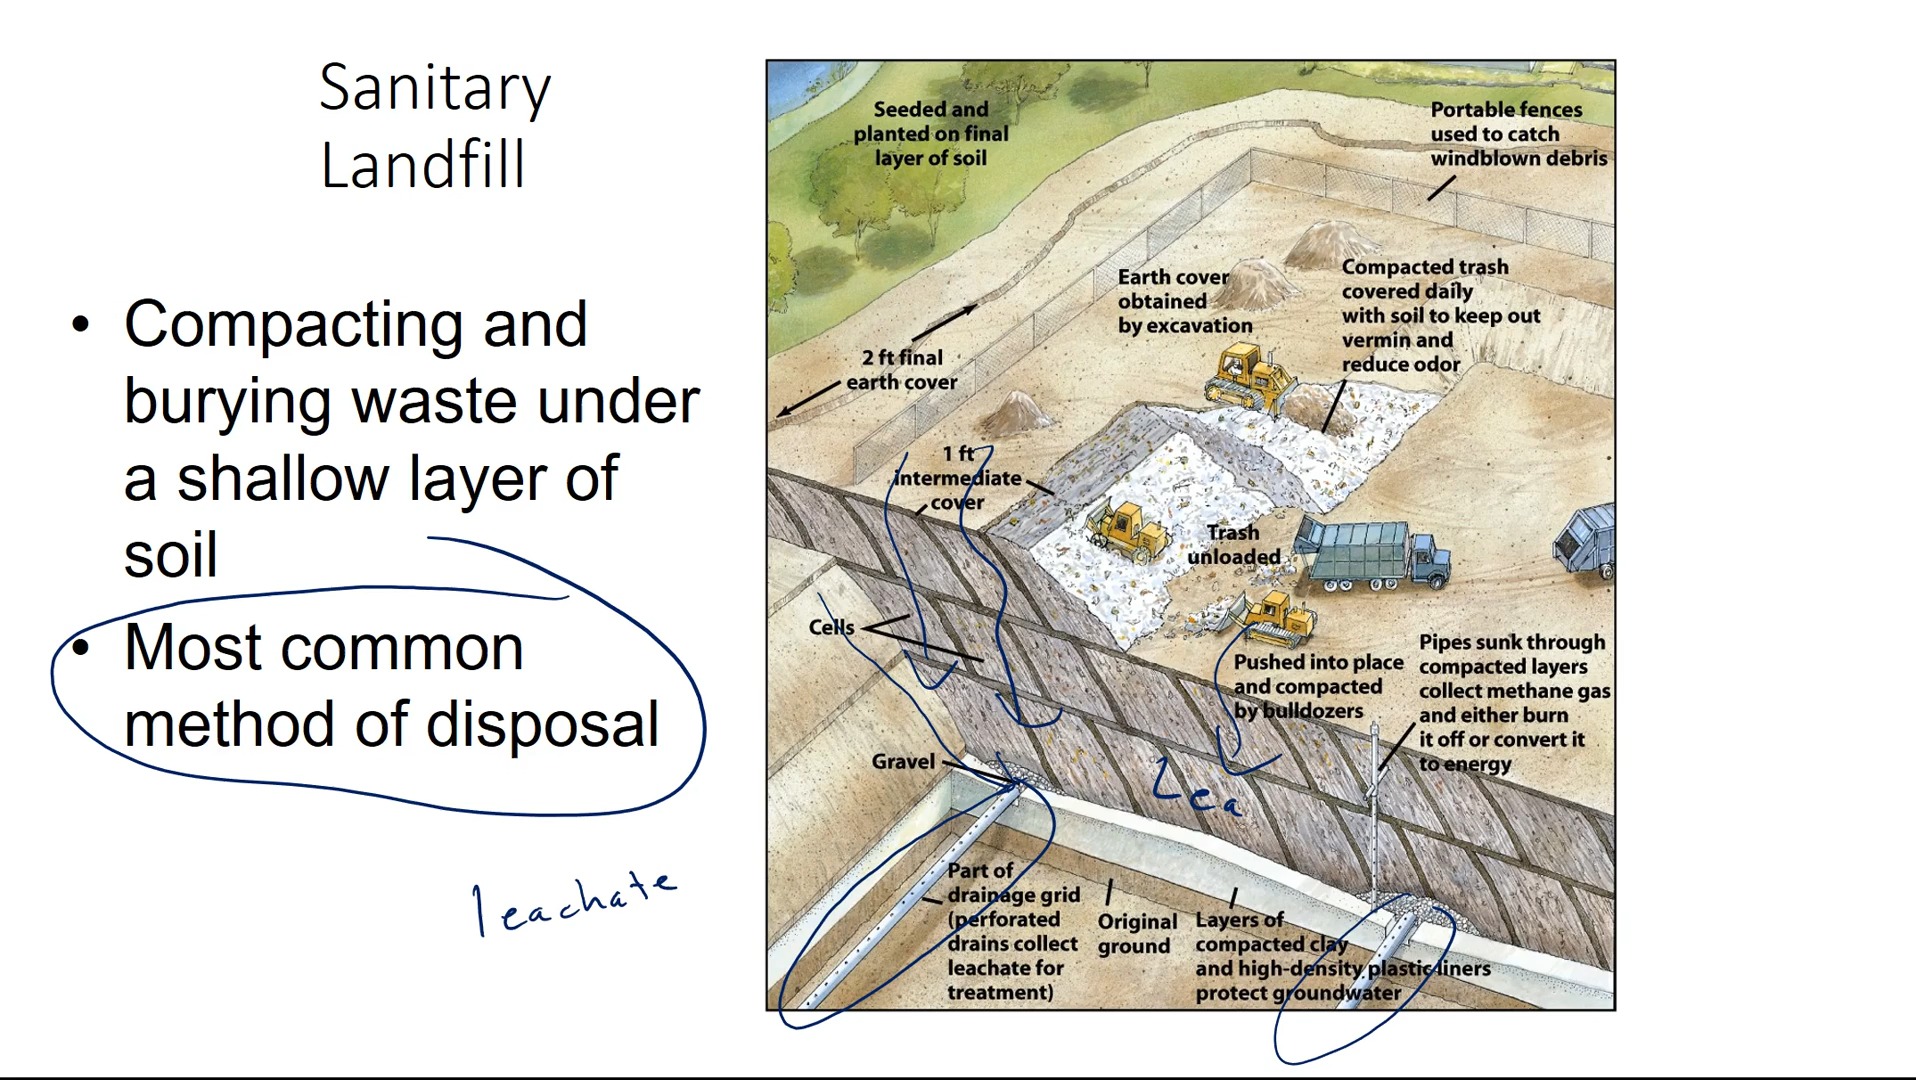 Sanitary
Landfill
• Compacting and
burying waste under
a shallow layer of
soil
• Most common
method of disposal
leachate
Seeded and
planted on final
layer of soil
Portable fences
used to catch
windblown debris
Earth cover
obtained
by excavation
Compacted trash
covered daily
with soil to keep out
vermin and
reduce odor
2 ft final
earth cover
1 ft
intermediate
cover
Trash
unloaded
Cells
Pushed into place
and compacted
by bulldozers
Pipes sunk through
compacted layers
collect methane gas
and either burn
it off or convert it
to energy
Gravel
Lea
Part of
drainage grid
(perforated
drains collect
leachate for
treatment)
Original
ground
Layers of
compacted clay
and high-density plastic liners
protect groundwater